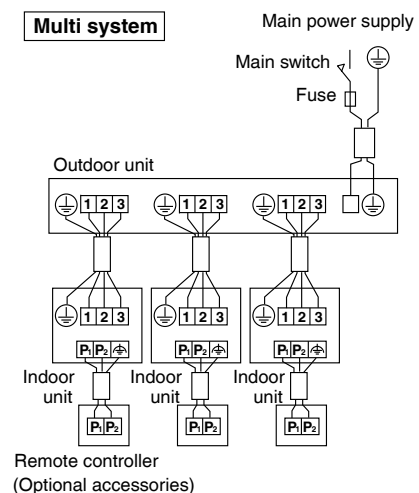 Multi system
Main power supply
Main switch
Fuse
Outdoor unit
1 2 3 1 2 3 1 2 3
1 2 3 1 2 3 1 2 3
P₁ P₂ P₁ P₂ P₁ P₂
Indoor unit
Indoor unit
Indoor unit
P₁ P₂ P₁ P₂ P₁ P₂
Remote controller
(Optional accessories)